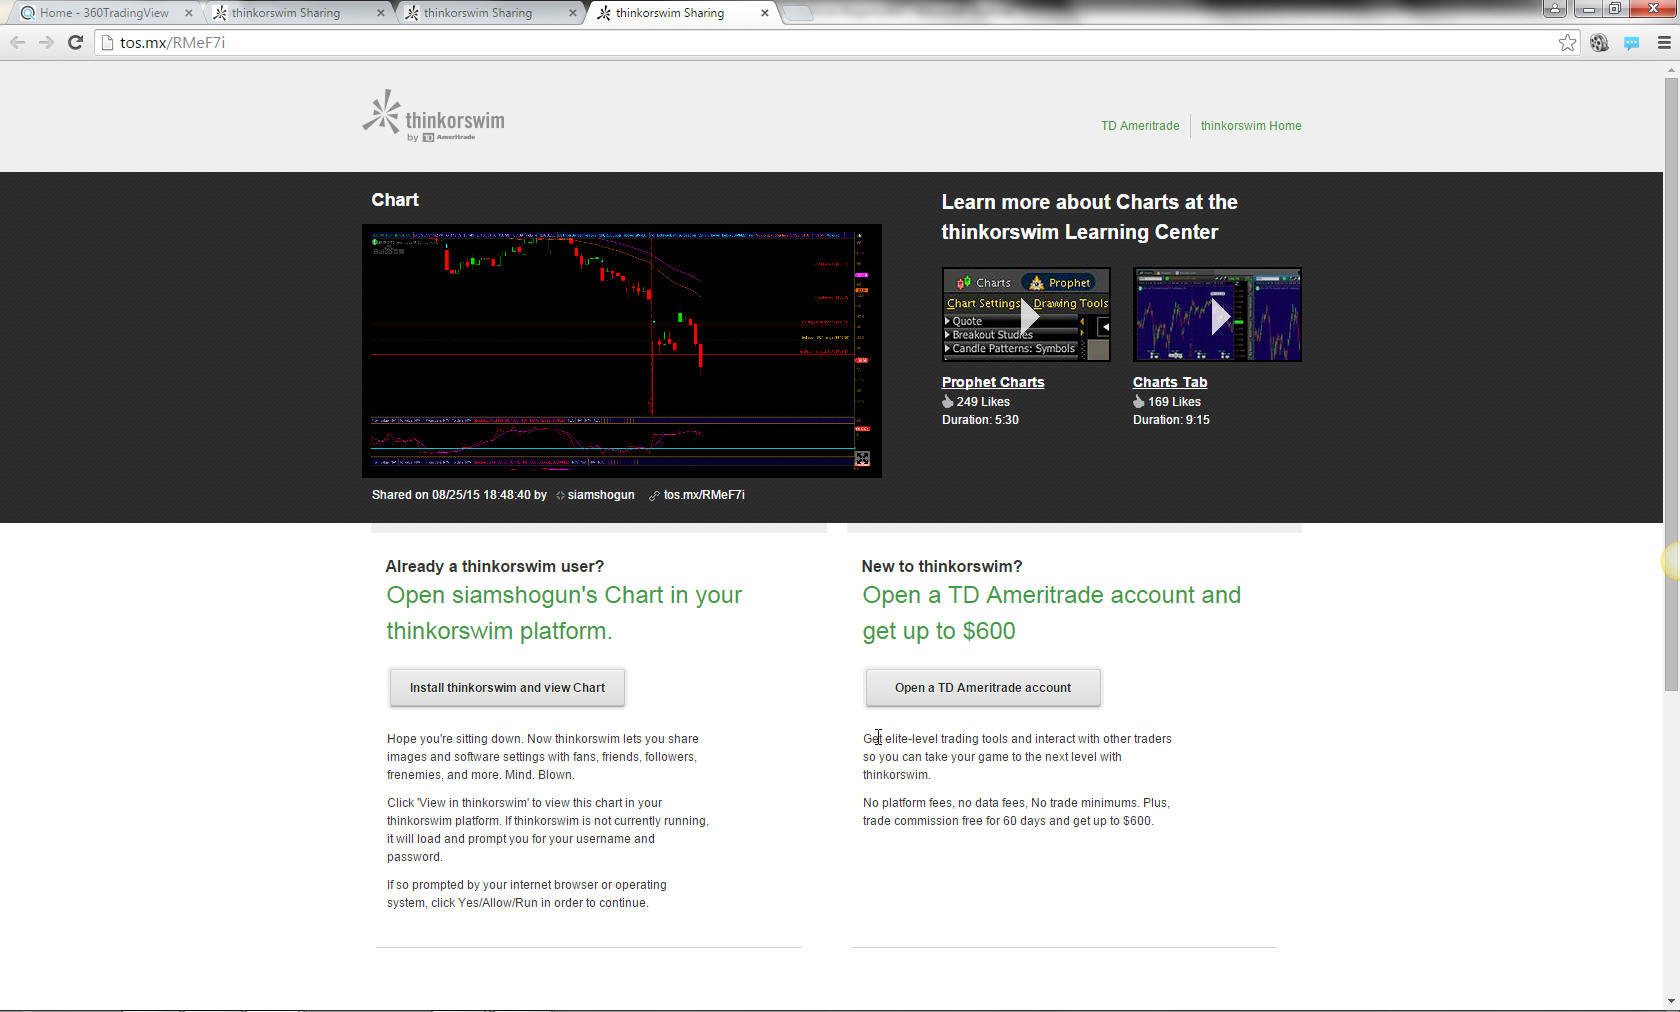 Home - 360TradingView
thinkorswim Sharing
thinkorswim Sharing
thinkorswim Sharing
tos.mx/RMeF7i
thinkorswim
by TD Ameritrade
TD Ameritrade
thinkorswim Home
Chart
Learn more about Charts at the
thinkorswim Learning Center
Charts
Prophet
Chart Settings
Drawing Tools
Quote
Breakout Studies
Candle Patterns: Symbols
Prophet Charts
249 Likes
Duration: 5:30
Charts Tab
169 Likes
Duration: 9:15
Shared on 08/25/15 18:48:40 by siamshogun tos.mx/RMeF7i
Already a thinkorswim user?
Open siamshogun's Chart in your
thinkorswim platform.
Install thinkorswim and view Chart
Hope you're sitting down. Now thinkorswim lets you share
images and software settings with fans, friends, followers,
frenemies, and more. Mind. Blown.
Click 'View in thinkorswim' to view this chart in your
thinkorswim platform. If thinkorswim is not currently running,
it will load and prompt you for your username and
password.
If so prompted by your internet browser or operating
system, click Yes/Allow/Run in order to continue.
New to thinkorswim?
Open a TD Ameritrade account and
get up to $600
Open a TD Ameritrade account
Get elite-level trading tools and interact with other traders
so you can take your game to the next level with
thinkorswim.
No platform fees, no data fees, No trade minimums. Plus,
trade commission free for 60 days and get up to $600.